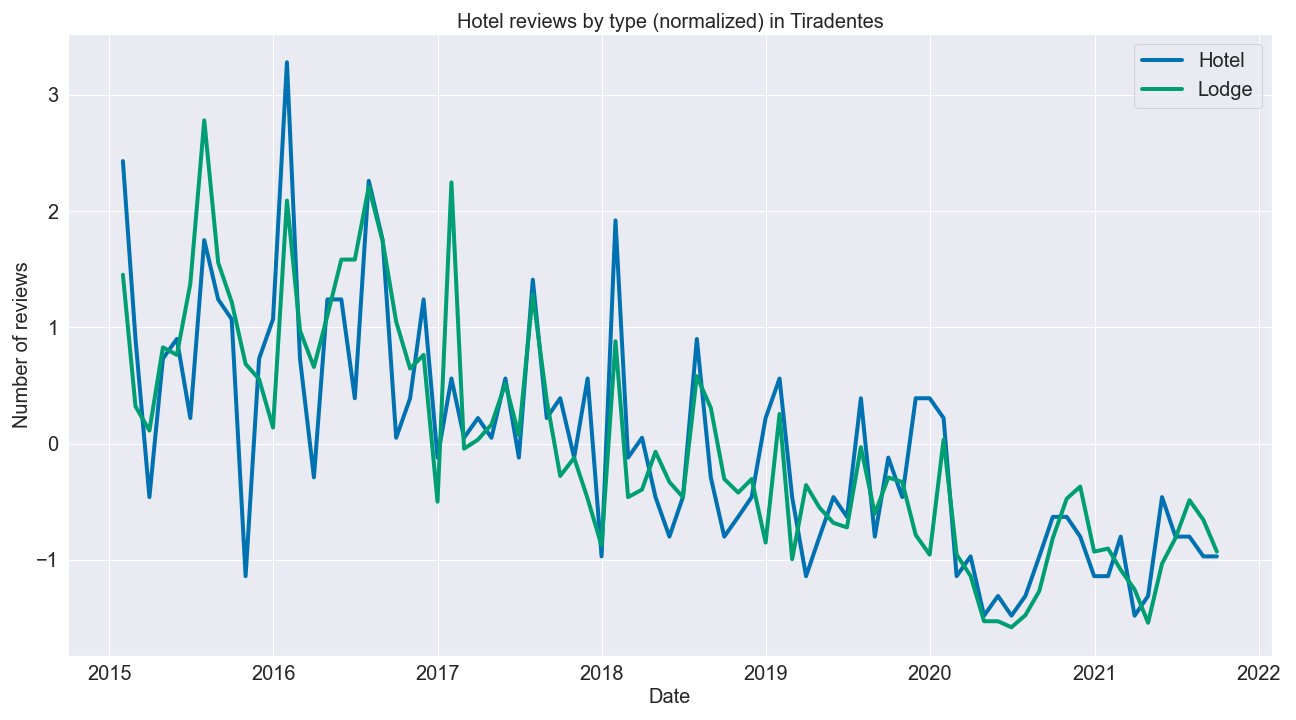 Hotel reviews by type (normalized) in Tiradentes
Hotel
Lodge
Number of reviews
3
2
1
0
−1
2015 2016 2017 2018 2019 2020 2021 2022
Date